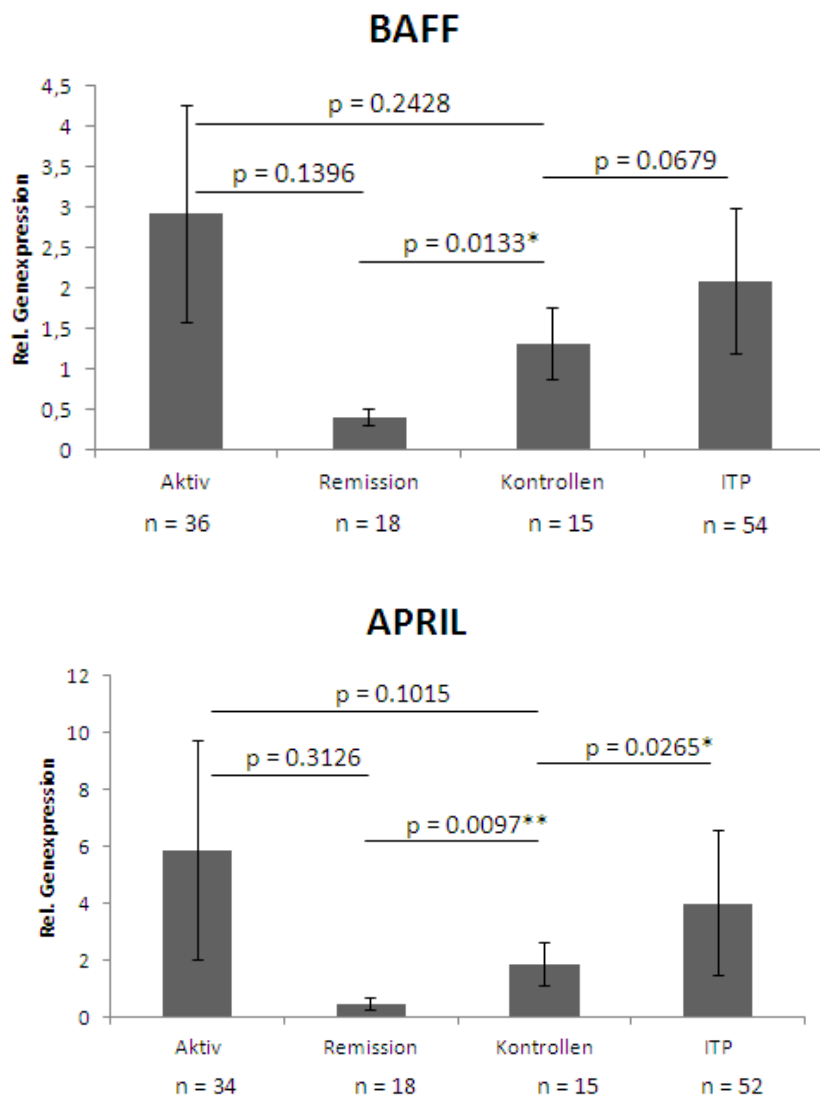 BAFF
4,5
4
3,5
3
2,5
2
1,5
1
0,5
0
Rel. Genexpression
p = 0.2428
p = 0.1396
p = 0.0679
p = 0.0133*
Aktiv Remission Kontrollen ITP
n = 36 n = 18 n = 15 n = 54
APRIL
12
10
8
6
4
2
0
Rel. Genexpression
p = 0.1015
p = 0.3126
p = 0.0265*
p = 0.0097**
Aktiv Remission Kontrollen ITP
n = 34 n = 18 n = 15 n = 52